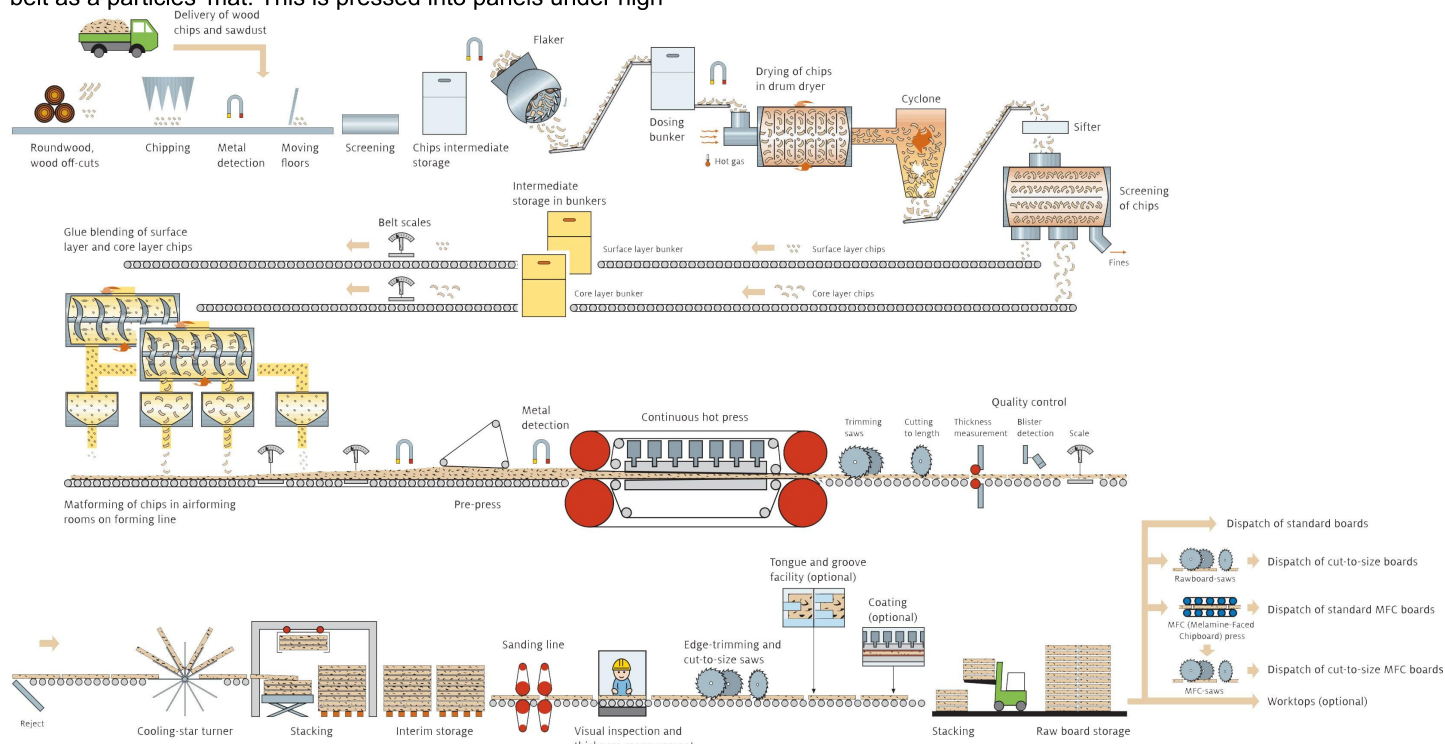 belt as a particles mat. This is pressed into panels under high
Delivery of wood
chips and sawdust
Flaker
Drying of chips
in drum dryer
Cyclone
Sifter
Roundwood,
wood off-cuts
Chipping
Metal
detection
Moving
floors
Screening
Chips intermediate
storage
Dosing
bunker
Hot gas
Screening
of chips
Fines
Intermediate
storage in bunkers
Belt scales
Glue blending of surface
layer and core layer chips
Surface layer bunker
Surface layer chips
Core layer bunker
Core layer chips
Metal
detection
Continuous hot press
Quality control
Trimming
saws
Cutting
to length
Thickness
measurement
Blister
detection
Scale
Matforming of chips in airforming
rooms on forming line
Pre-press
Dispatch of standard boards
Rawboard-saws
Dispatch of cut-to-size boards
MFC (Melamine-Faced
Chipboard) press
Dispatch of standard MFC boards
MFC-saws
Dispatch of cut-to-size MFC boards
Worktops (optional)
Tongue and groove
facility (optional)
Coating
(optional)
Sanding line
Edge-trimming and
cut-to-size saws
Reject
Cooling-star turner
Stacking
Interim storage
Visual inspection and
Stacking
Raw board storage